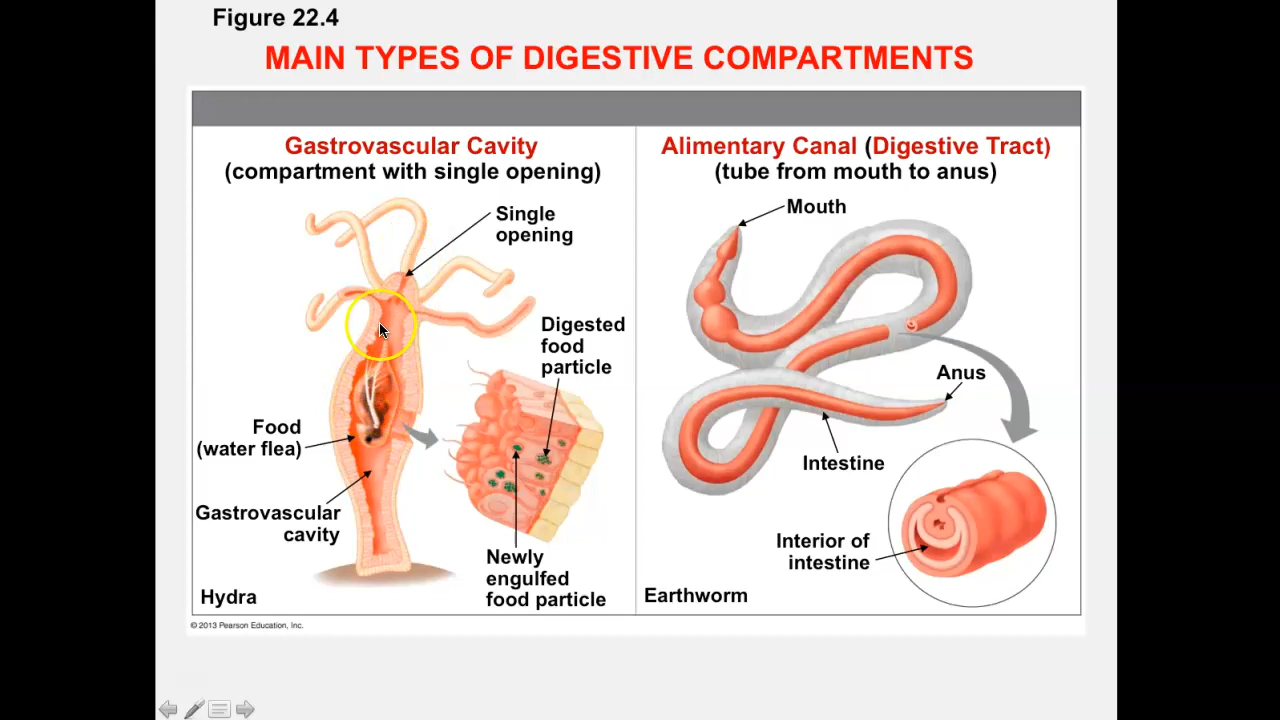 Figure 22.4
MAIN TYPES OF DIGESTIVE COMPARTMENTS
Gastrovascular Cavity
(compartment with single opening)
Single
opening
Digested
food
particle
Food
(water flea)
Gastrovascular
cavity
Newly
engulfed
food particle
Hydra
Alimentary Canal (Digestive Tract)
(tube from mouth to anus)
Mouth
Anus
Intestine
Interior of
intestine
Earthworm
© 2013 Pearson Education, Inc.